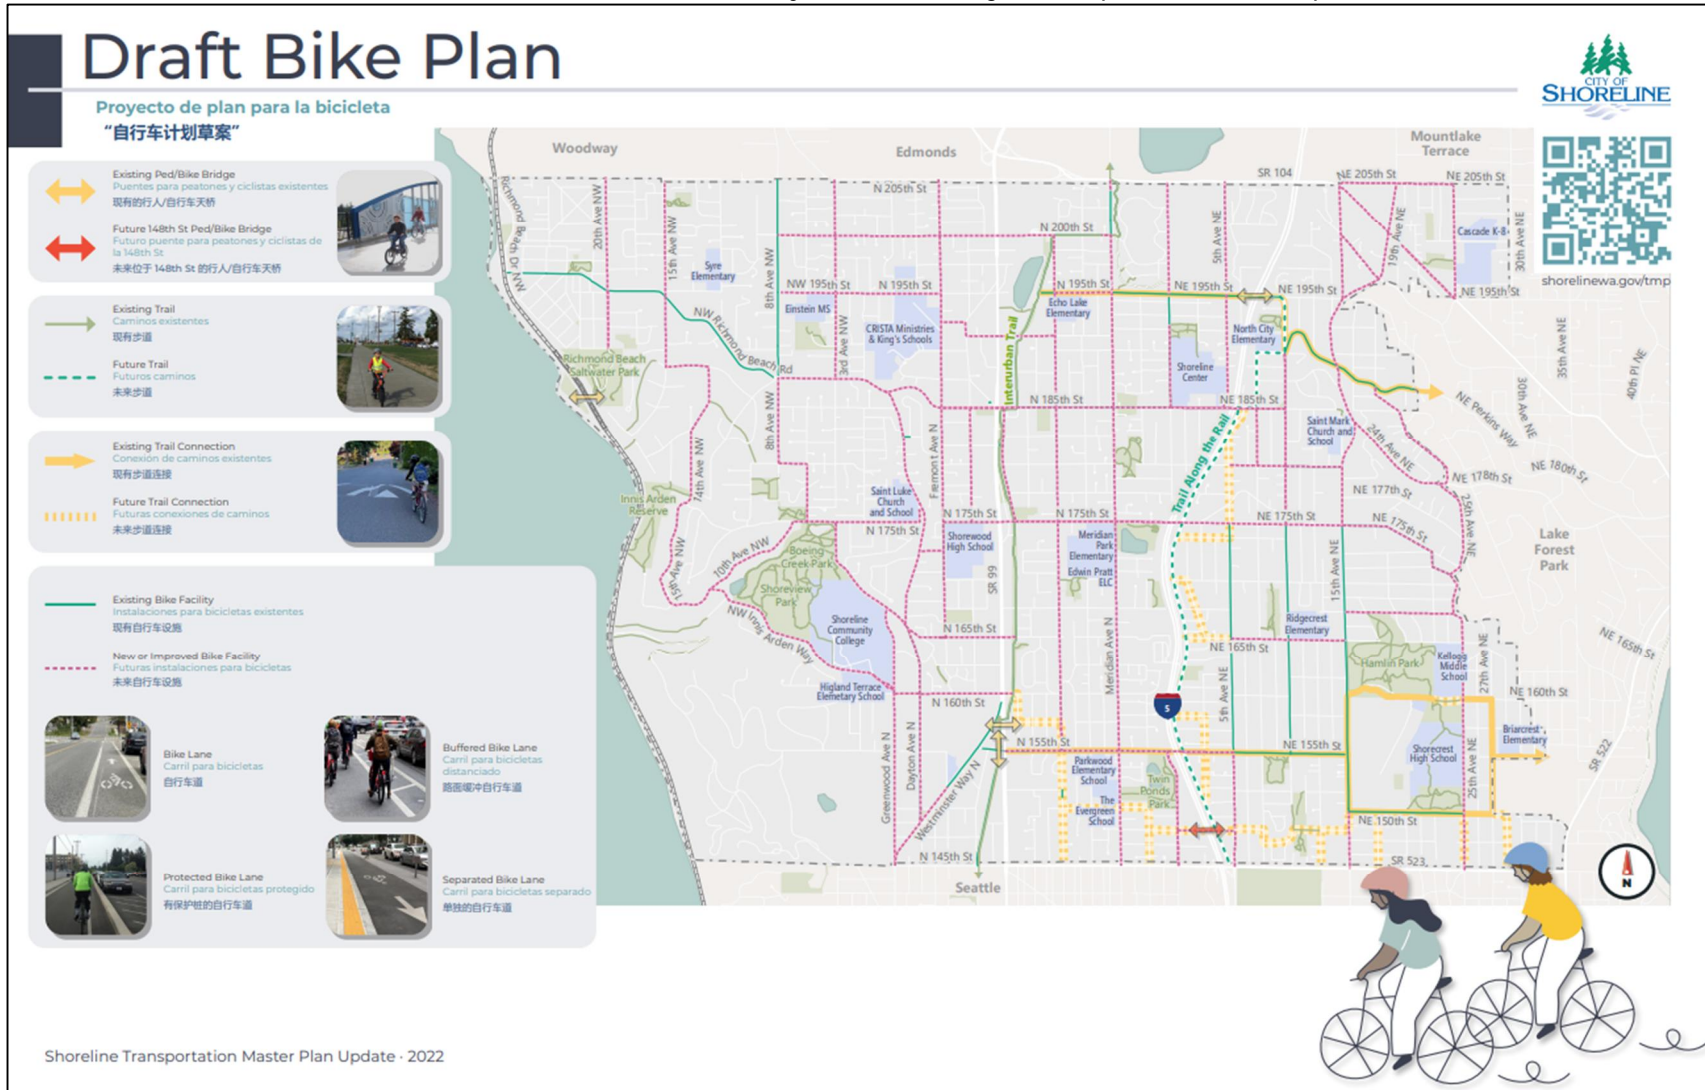 Draft Bike Plan
Proyecto de plan para la bicicleta
“自行车计划草案”
CITY OF
SHORELINE
shorelinewa.gov/tmp
Existing Ped/Bike Bridge
Puentes para peatones y ciclistas existentes
现有的行人/自行车天桥
Future 148th St Ped/Bike Bridge
Futuro puente para peatones y ciclistas de
la 148th St
未来位于 148th St 的行人/自行车天桥
Existing Trail
Caminos existentes
现有步道
Future Trail
Futuros caminos
未来步道
Existing Trail Connection
Conexión de caminos existentes
现有步道连接
Future Trail Connection
Futuras conexiones de caminos
未来步道连接
Existing Bike Facility
Instalaciones para bicicletas existentes
现有自行车设施
New or Improved Bike Facility
Futuras instalaciones para bicicletas
未来自行车设施
Bike Lane
Carril para bicicletas
自行车道
Buffered Bike Lane
Carril para bicicletas
distanciado
路面缓冲自行车道
Protected Bike Lane
Carril para bicicletas protegido
有保护桩的自行车道
Separated Bike Lane
Carril para bicicletas separado
单独的自行车道
Woodway
Edmonds
Mountlake
Terrace
SR 104
N 205th St
NE 205th St
NE 205th St
Richmond Beach Dr NW
20th Ave NW
15th Ave NW
8th Ave NW
N 200th St
5th Ave NE
19th Ave NE
Cascade K-8
30th Ave NE
Syre
Elementary
NW 195th St
N 195th St
N 195th St
NE 195th St
NE 195th St
NE 195th St
Einstein MS
Echo Lake
Elementary
NW Richmond Beach Rd
3rd Ave NW
CRISTA Ministries
& King's Schools
Interurban Trail
North City
Elementary
Shoreline
Center
35th Ave NE
40th Pl NE
30th Ave NE
Richmond Beach
Saltwater Park
N 185th St
NE 185th St
NE Perkins Way
8th Ave NW
14th Ave NW
Fremont Ave N
Trail Along the Rail
Saint Mark
Church and
School
24th Ave NE
NE 178th St
NE 180th St
NE 177th St
25th Ave NE
Innis Arden
Reserve
Saint Luke
Church
and School
N 175th St
N 175th St
N 175th St
NE 175th St
NE 175th St
Shorewood
High School
Meridian
Park
Elementary
Edwin Pratt
ELC
Lake
Forest
Park
10th Ave NW
15th Ave NW
Boeing
Creek Park
Shoreview
Park
SR 99
15th Ave NE
NW Innis Arden Way
Shoreline
Community
College
N 165th St
NE 165th St
NE 165th St
Ridgecrest
Elementary
Meridian Ave N
5th Ave NE
Hamlin Park
Kellogg
Middle
School
27th Ave NE
Higland Terrace
Elemetary School
N 160th St
NE 160th St
5
N 155th St
NE 155th St
Briarcrest
Elementary
Shorecrest
High School
25th Ave NE
SR 522
Greenwood Ave N
Dayton Ave N
Westminster Way N
Parkwood
Elementary
School
Twin
Ponds
Park
The
Evergreen
School
NE 150th St
N 145th St
SR 523
Seattle
N
Shoreline Transportation Master Plan Update · 2022